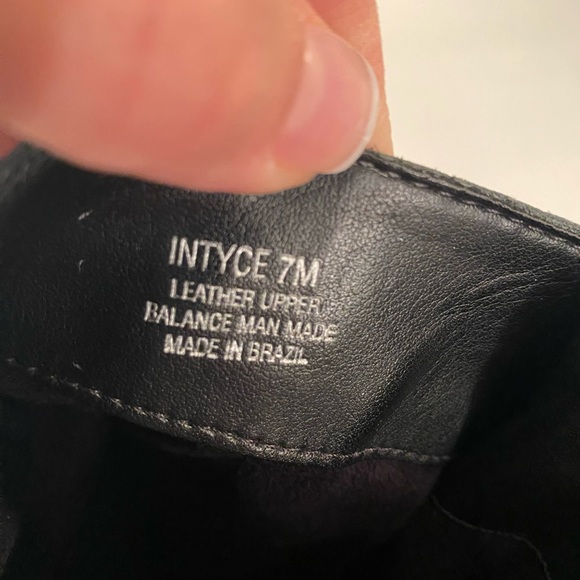 INTYCE 7M
LEATHER UPPER
BALANCE MAN MADE
MADE IN BRAZIL